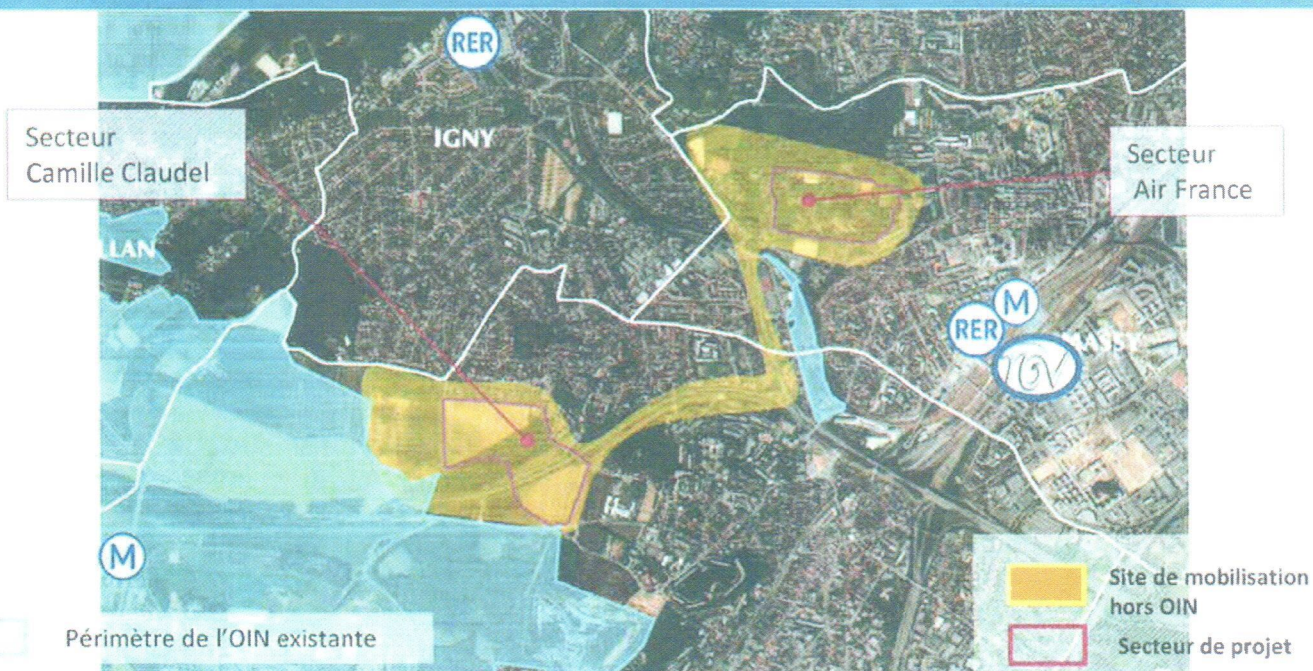 RER
IGNY
Secteur
Camille Claudel
Secteur
Air France
LLAN
M
RER
TGV
M
Site de mobilisation
hors OIN
Périmètre de l'OIN existante
Secteur de projet